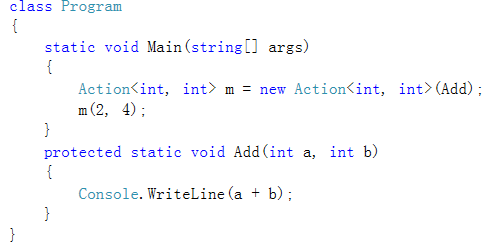 class Program
{
    static void Main(string[] args)
    {
        Action<int, int> m = new Action<int, int>(Add);
        m(2, 4);
    }
    protected static void Add(int a, int b)
    {
        Console.WriteLine(a + b);
    }
}